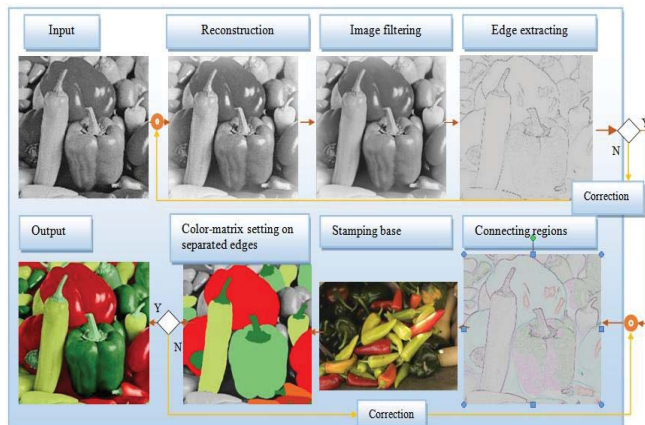 Input
Reconstruction
Image filtering
Edge extracting
Y
N
Correction
Output
Color-matrix setting on
separated edges
Stamping base
Connecting regions
Y
N
Correction